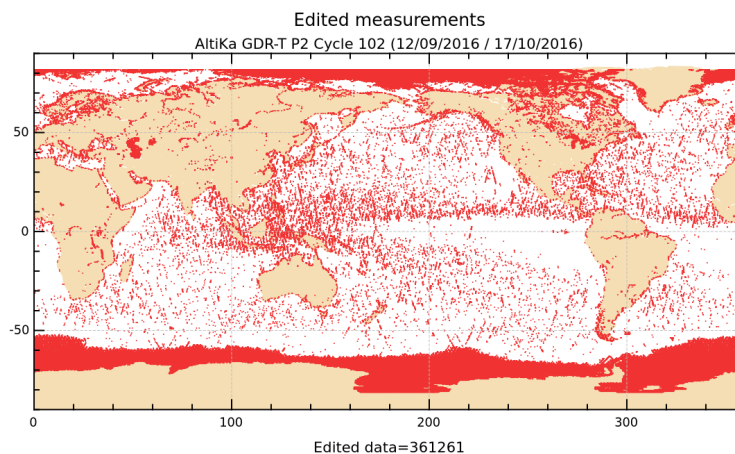 Edited measurements
AltiKa GDR-T P2 Cycle 102 (12/09/2016 / 17/10/2016)
50
0
-50
0 100 200 300
Edited data=361261